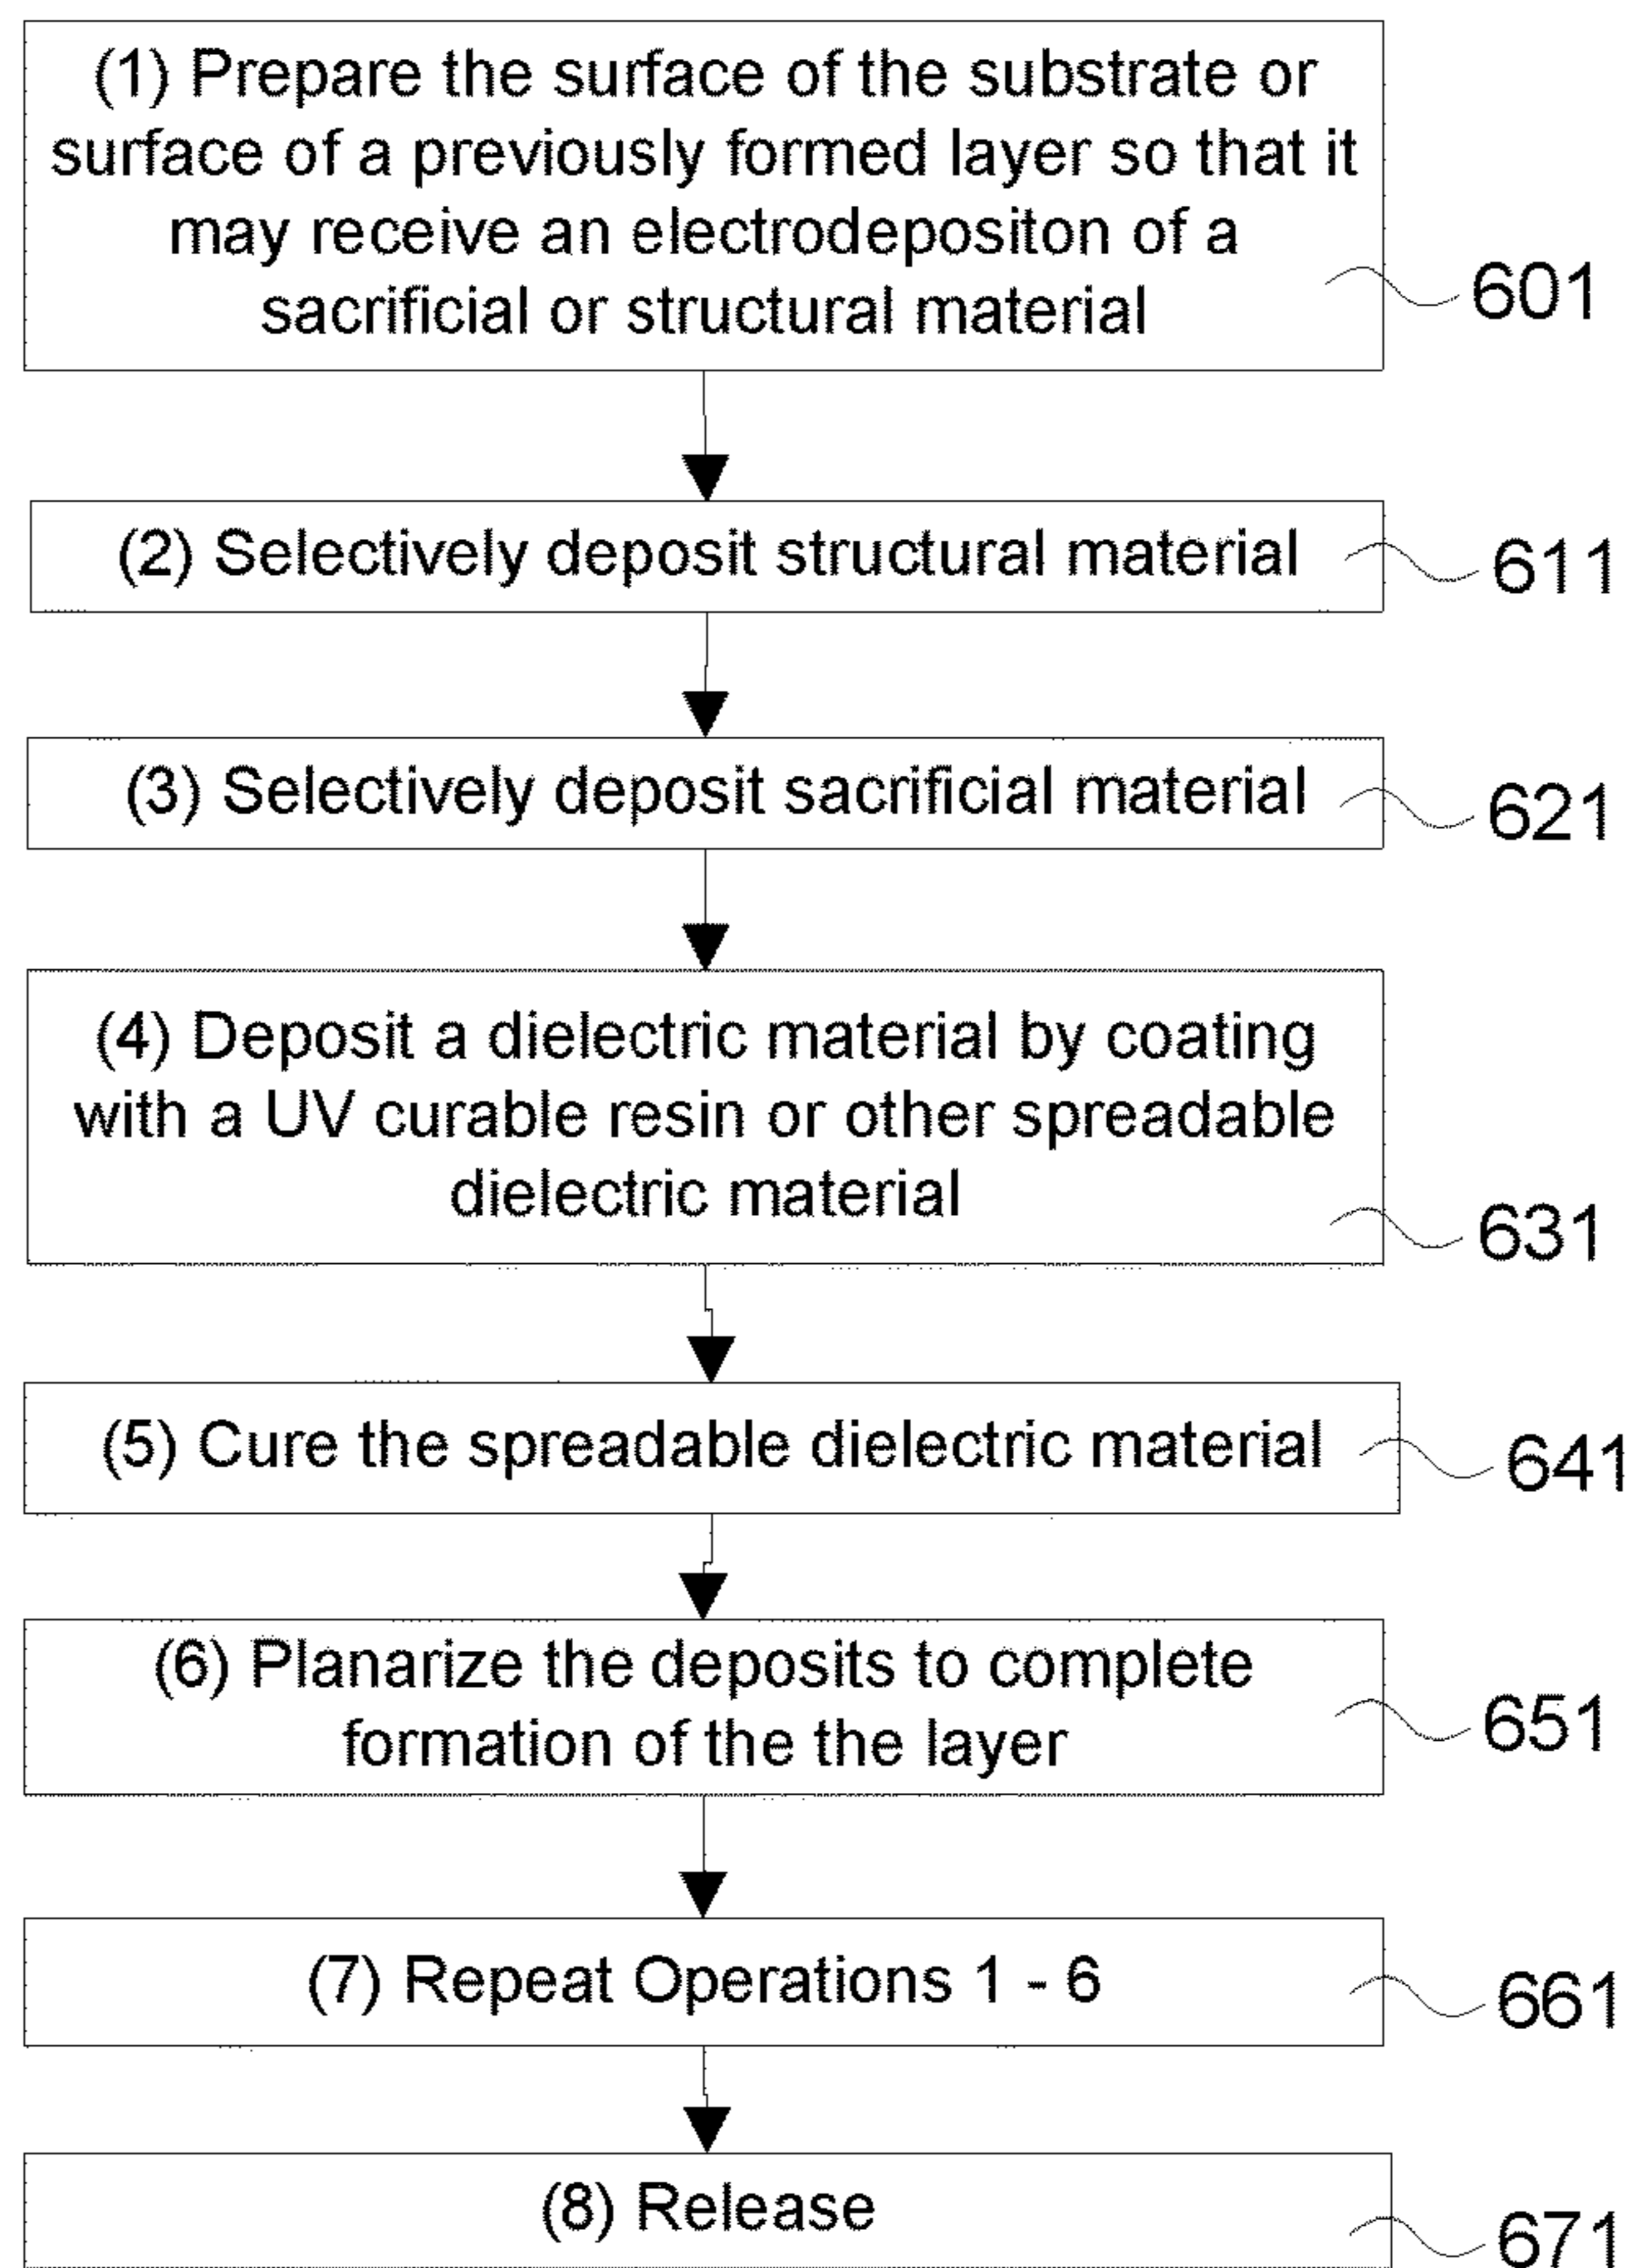 (1) Prepare the surface of the substrate or
surface of a previously formed layer so that it
may receive an electrodepositon of a
sacrificial or structural material
601
(2) Selectively deposit structural material
611
(3) Selectively deposit sacrificial material
621
(4) Deposit a dielectric material by coating
with a UV curable resin or other spreadable
dielectric material
631
(5) Cure the spreadable dielectric material
641
(6) Planarize the deposits to complete
formation of the the layer
651
(7) Repeat Operations 1 - 6
661
(8) Release
671